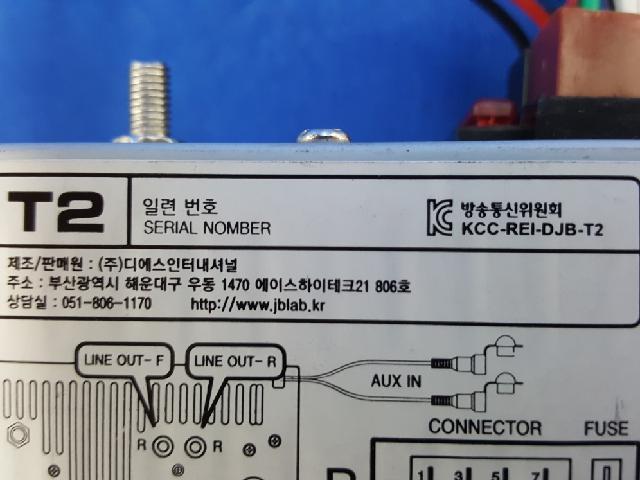 T2
일련 번호
SERIAL NOMBER
방송통신위원회
KCC-REI-DJB-T2
제조/판매원 : (주)디에스인터내셔널
주소 : 부산광역시 해운대구 우동 1470 에이스하이테크21 806호
상담실 : 051-806-1170 http://www.jblab.kr
LINE OUT- F LINE OUT- R
AUX IN
R R
CONNECTOR FUSE
1 3 5 7